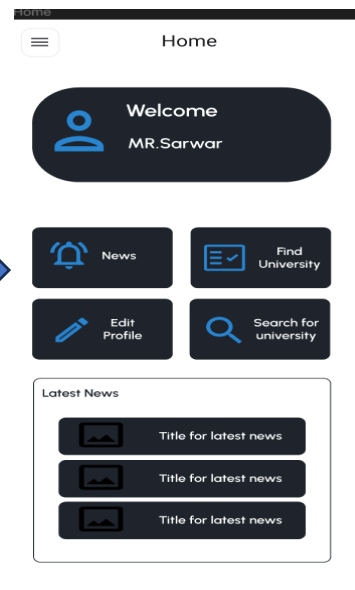 Home
Home
Welcome
MR.Sarwar
News
Find
University
Edit
Profile
Search for
university
Latest News
Title for latest news
Title for latest news
Title for latest news